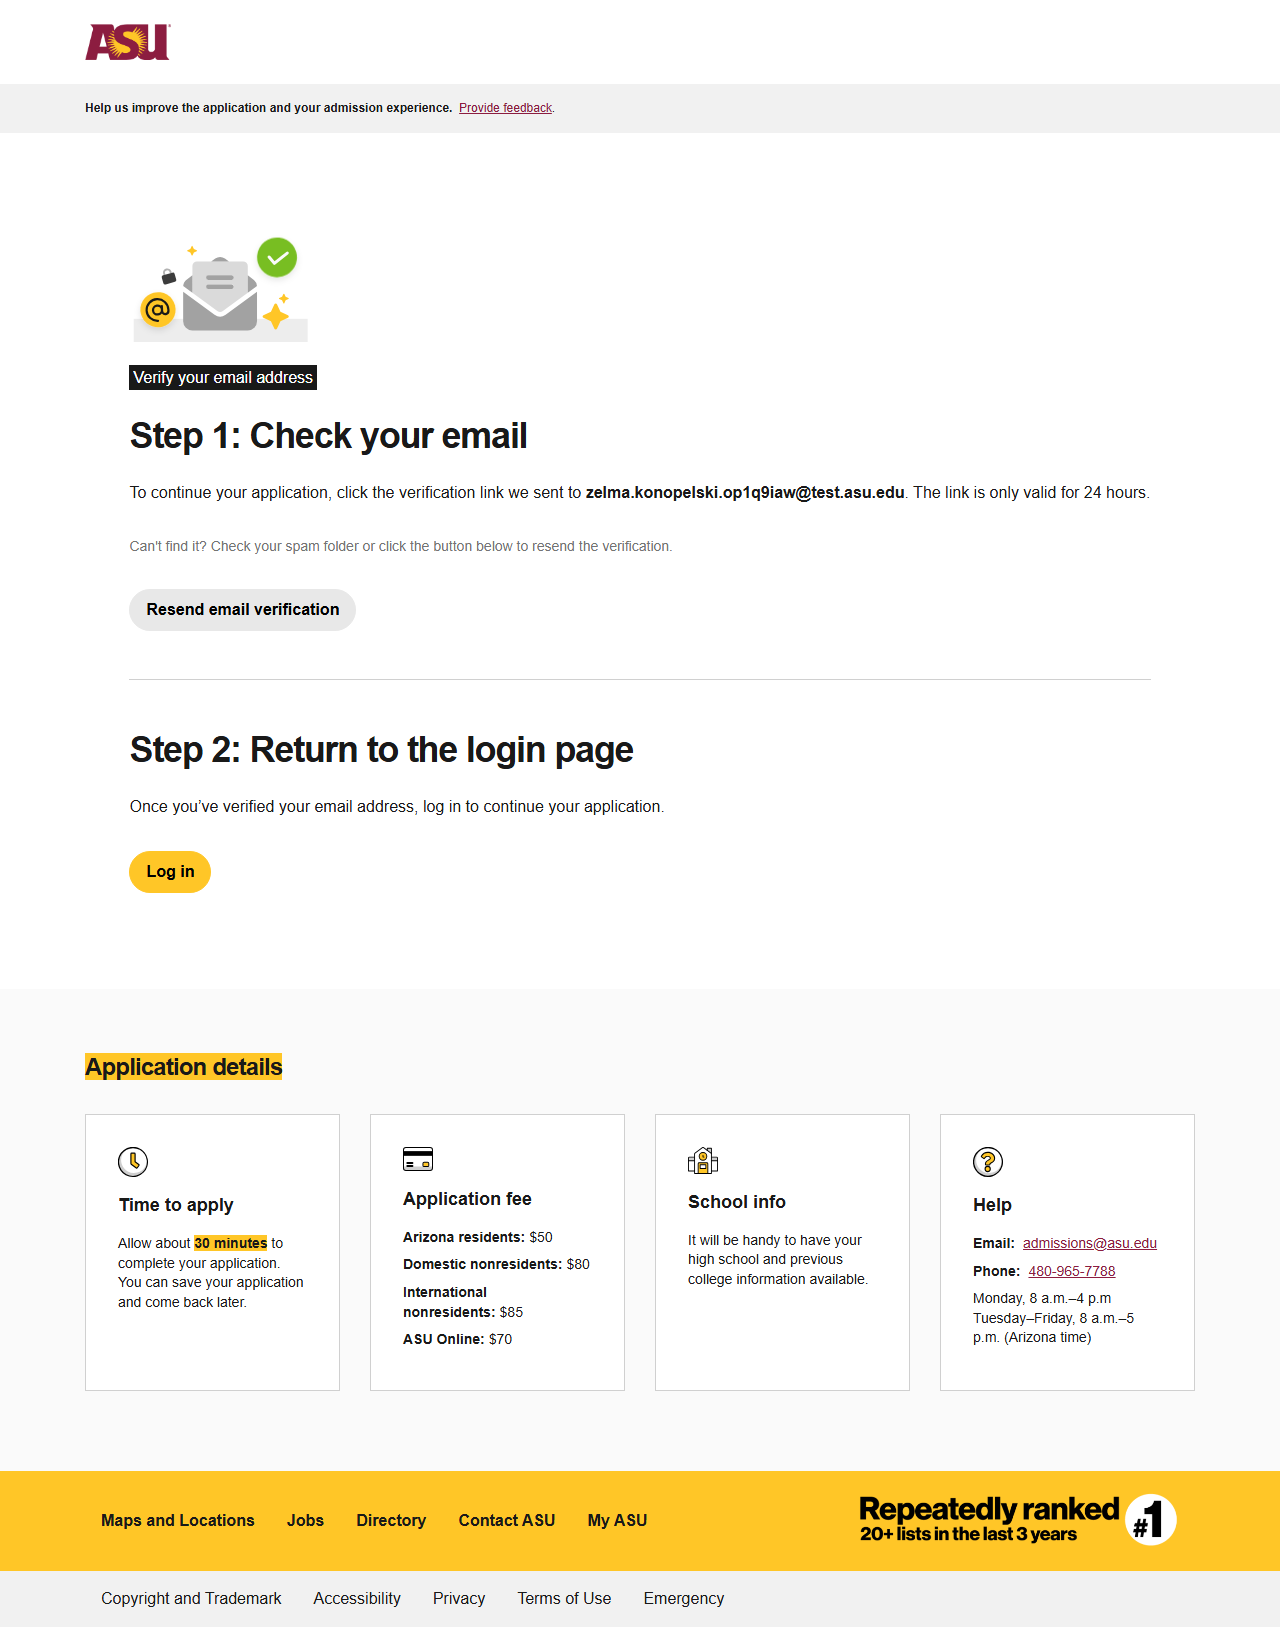 ASU
Help us improve the application and your admission experience. Provide feedback.
@
Verify your email address
Step 1: Check your email
To continue your application, click the verification link we sent to zelma.konopelski.op1q9iaw@test.asu.edu. The link is only valid for 24 hours.
Can't find it? Check your spam folder or click the button below to resend the verification.
Resend email verification
Step 2: Return to the login page
Once you’ve verified your email address, log in to continue your application.
Log in
Application details
Time to apply
Allow about 30 minutes to
complete your application.
You can save your application
and come back later.
Application fee
Arizona residents: $50
Domestic nonresidents: $80
International
nonresidents: $85
ASU Online: $70
School info
It will be handy to have your
high school and previous
college information available.
?
Help
Email: admissions@asu.edu
Phone: 480-965-7788
Monday, 8 a.m.–4 p.m
Tuesday–Friday, 8 a.m.–5
p.m. (Arizona time)
Maps and Locations Jobs Directory Contact ASU My ASU
Repeatedly ranked #1
20+ lists in the last 3 years
Copyright and Trademark Accessibility Privacy Terms of Use Emergency